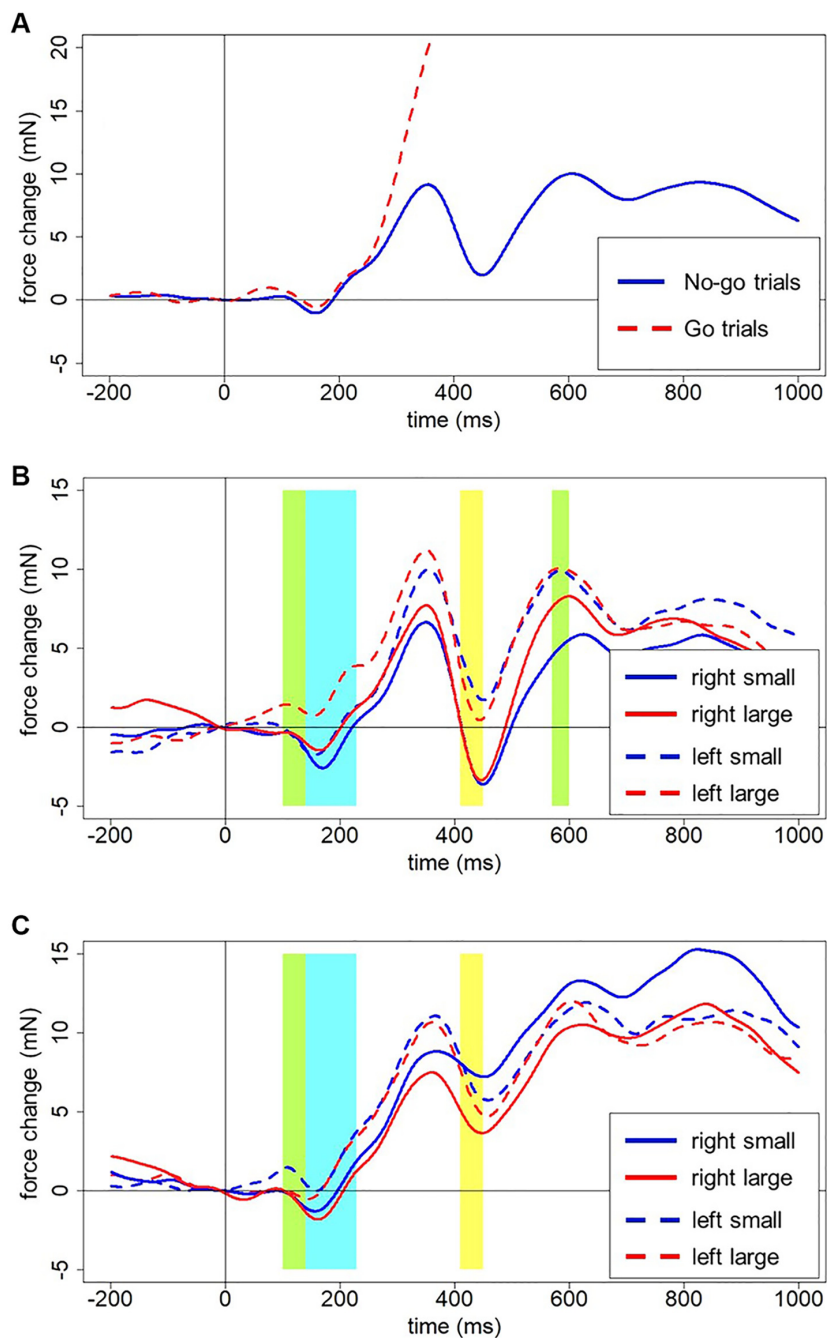 A
20
15
10
5
0
-5
force change (mN)
No-go trials
Go trials
-200 0 200 400 600 800 1000
time (ms)
B
15
10
5
0
-5
force change (mN)
right small
right large
left small
left large
-200 0 200 400 600 800 1000
time (ms)
C
15
10
5
0
-5
force change (mN)
right small
right large
left small
left large
-200 0 200 400 600 800 1000
time (ms)